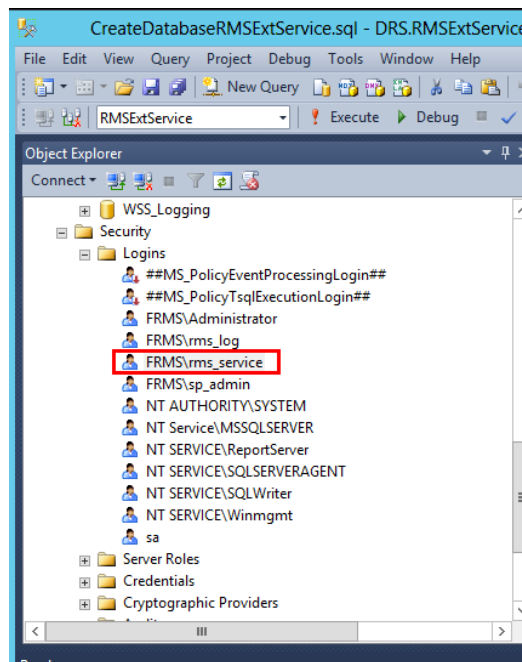 CreateDatabaseRMSExtService.sql - DRS.RMSExtService
File Edit View Query Project Debug Tools Window Help
New Query
RMSExtService Execute Debug
Object Explorer
Connect
WSS_Logging
Security
Logins
##MS_PolicyEventProcessingLogin##
##MS_PolicyTsqlExecutionLogin##
FRMS\Administrator
FRMS\rms_log
FRMS\rms_service
FRMS\sp_admin
NT AUTHORITY\SYSTEM
NT Service\MSSQLSERVER
NT SERVICE\ReportServer
NT SERVICE\SQLSERVERAGENT
NT SERVICE\SQLWriter
NT SERVICE\Winmgmt
sa
Server Roles
Credentials
Cryptographic Providers